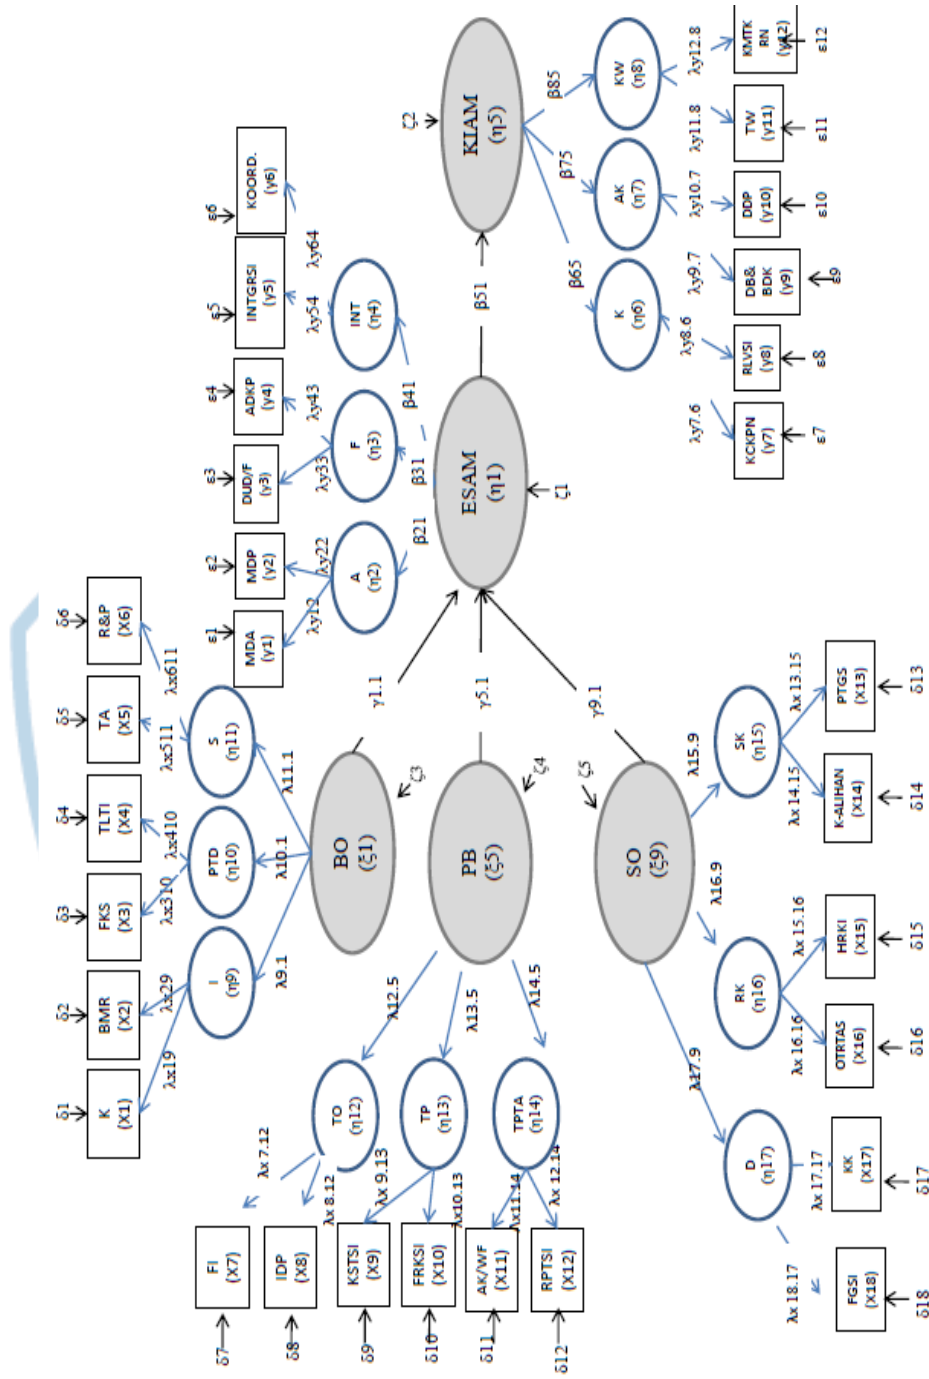 δ1
δ2
δ3
δ4
δ5
δ6
K
(X1)
BMR
(X2)
FKS
(X3)
TLTI
(X4)
TA
(X5)
R&P
(X6)
λx19
λx29
λx310
λx410
λx511
λx611
I
(η9)
PTD
(η10)
S
(η11)
λ9.1
λ10.1
λ11.1
BO
(ξ1)
ζ3
γ1.1
ε1
ε2
ε3
ε4
ε5
ε6
MDA
(y1)
MDP
(y2)
DUD/F
(y3)
ADKP
(y4)
INTGRSI
(y5)
KOORD.
(y6)
λy12
λy22
λy33
λy43
λy54
λy64
A
(η2)
F
(η3)
INT
(η4)
β21
β31
β41
δ7
FI
(X7)
λx 7.12
δ8
IDP
(X8)
λx 8.12
TO
(η12)
λ12.5
δ9
KSTSI
(X9)
λx 9.13
δ10
FRKSI
(X10)
λx10.13
TP
(η13)
λ13.5
δ11
AK/WF
(X11)
λx11.14
δ12
RPTSI
(X12)
λx 12.14
TPTA
(η14)
λ14.5
PB
(ξ5)
ζ4
γ5.1
ESAM
(η1)
ζ1
β51
KIAM
(η5)
ζ2
SO
(ξ9)
ζ5
γ9.1
λ17.9
λ16.9
λ15.9
D
(η17)
RK
(η16)
SK
(η15)
λx 18.17
λx 17.17
λx 16.16
λx 15.16
λx 14.15
λx 13.15
FGSI
(X18)
KK
(X17)
OTRTAS
(X16)
HRKI
(X15)
K-ALIHAN
(X14)
PTGS
(X13)
δ18
δ17
δ16
δ15
δ14
δ13
β65
β75
β85
K
(η6)
AK
(η7)
KW
(η8)
λy7.6
λy8.6
λy9.7
λy10.7
λy11.8
λy12.8
KCKPN
(y7)
RLVSI
(y8)
DB&
BDK
(y9)
DDP
(y10)
TW
(y11)
KMTK
RN
(y12)
ε7
ε8
ε9
ε10
ε11
ε12